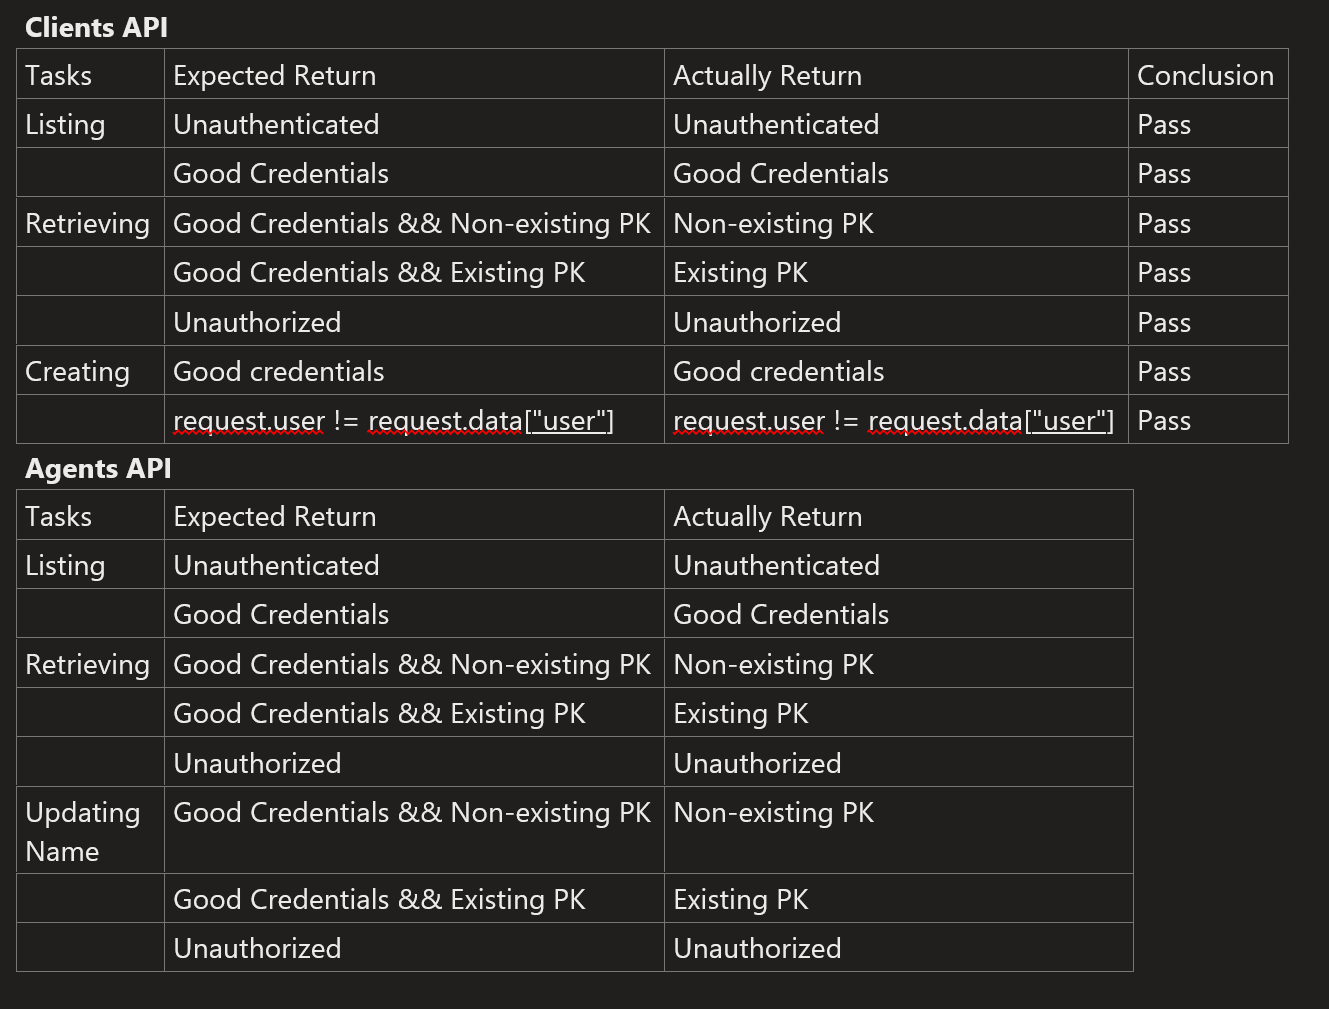 Clients API
Tasks Expected Return Actually Return Conclusion
Listing Unauthenticated Unauthenticated Pass
Good Credentials Good Credentials Pass
Retrieving Good Credentials && Non-existing PK Non-existing PK Pass
Good Credentials && Existing PK Existing PK Pass
Unauthorized Unauthorized Pass
Creating Good credentials Good credentials Pass
request.user != request.data["user"] request.user != request.data["user"] Pass
Agents API
Tasks Expected Return Actually Return
Listing Unauthenticated Unauthenticated
Good Credentials Good Credentials
Retrieving Good Credentials && Non-existing PK Non-existing PK
Good Credentials && Existing PK Existing PK
Unauthorized Unauthorized
Updating Good Credentials && Non-existing PK Non-existing PK
Name
Good Credentials && Existing PK Existing PK
Unauthorized Unauthorized